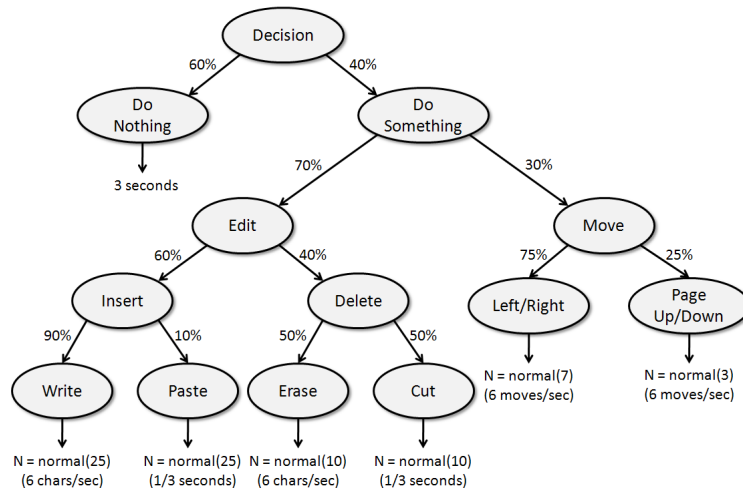 Decision
60%
40%
Do
Nothing
Do
Something
3 seconds
70%
30%
Edit
Move
60%
40%
75%
25%
Insert
Delete
Left/Right
Page
Up/Down
90%
10%
50%
50%
Write
Paste
Erase
Cut
N = normal(7)
(6 moves/sec)
N = normal(3)
(6 moves/sec)
N = normal(25)
(6 chars/sec)
N = normal(25)
(1/3 seconds)
N = normal(10)
(6 chars/sec)
N = normal(10)
(1/3 seconds)